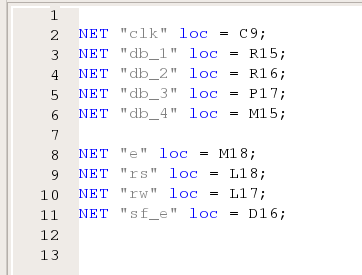 1
2 NET "clk" loc = C9;
3 NET "db_1" loc = R15;
4 NET "db_2" loc = R16;
5 NET "db_3" loc = P17;
6 NET "db_4" loc = M15;
7
8 NET "e" loc = M18;
9 NET "rs" loc = L18;
10 NET "rw" loc = L17;
11 NET "sf_e" loc = D16;
12
13